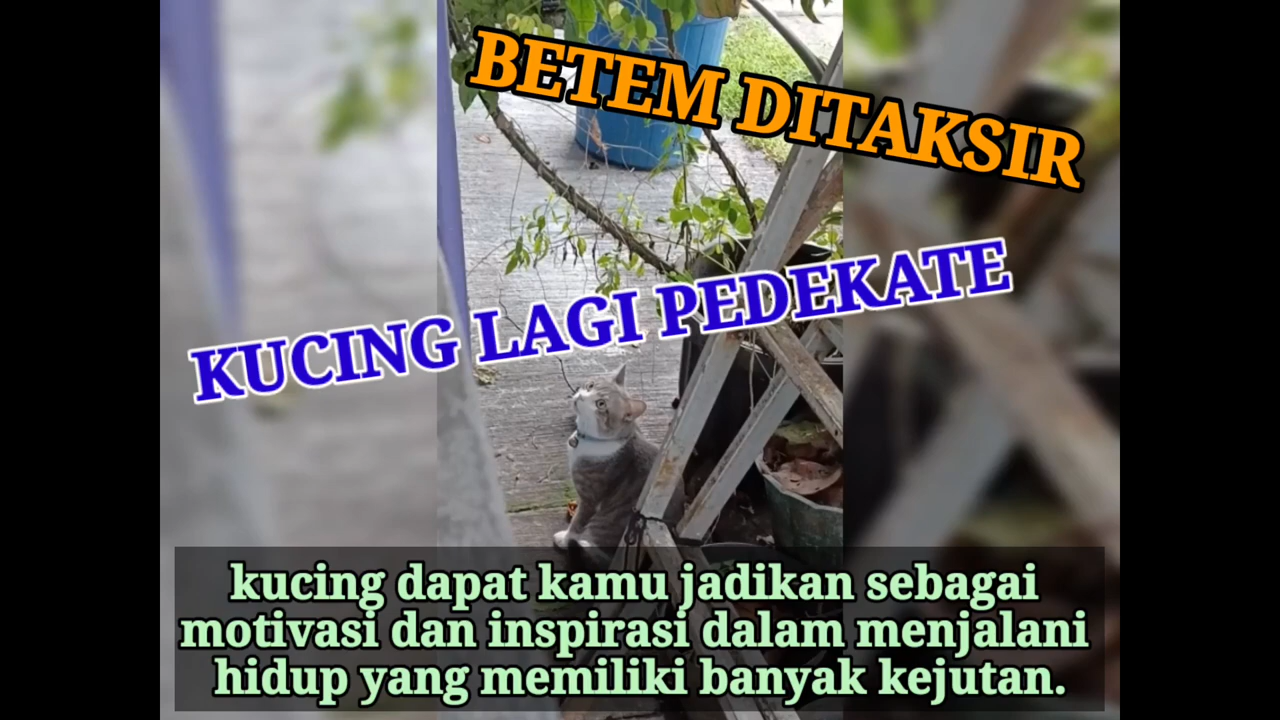 BETEM DITAKSIR
KUCING LAGI PEDEKATE
kucing dapat kamu jadikan sebagai
motivasi dan inspirasi dalam menjalani
hidup yang memiliki banyak kejutan.